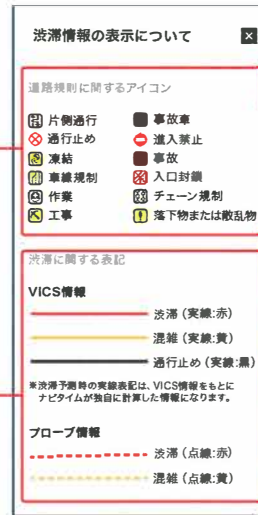 渋滞情報の表示について
道路規制に関するアイコン
片側通行 事故車
通行止め 進入禁止
凍結 事故
車線規制 入口封鎖
作業 チェーン規制
工事 落下物または散乱物
渋滞に関する表記
VICS情報
渋滞 (実線:赤)
混雑 (実線:黄)
通行止め (実線:黒)
※渋滞予測時の実線表記は、VICS情報をもとに
ナビタイムが独自に計算した情報になります。
プローブ情報
渋滞 (点線:赤)
混雑 (点線:黄)